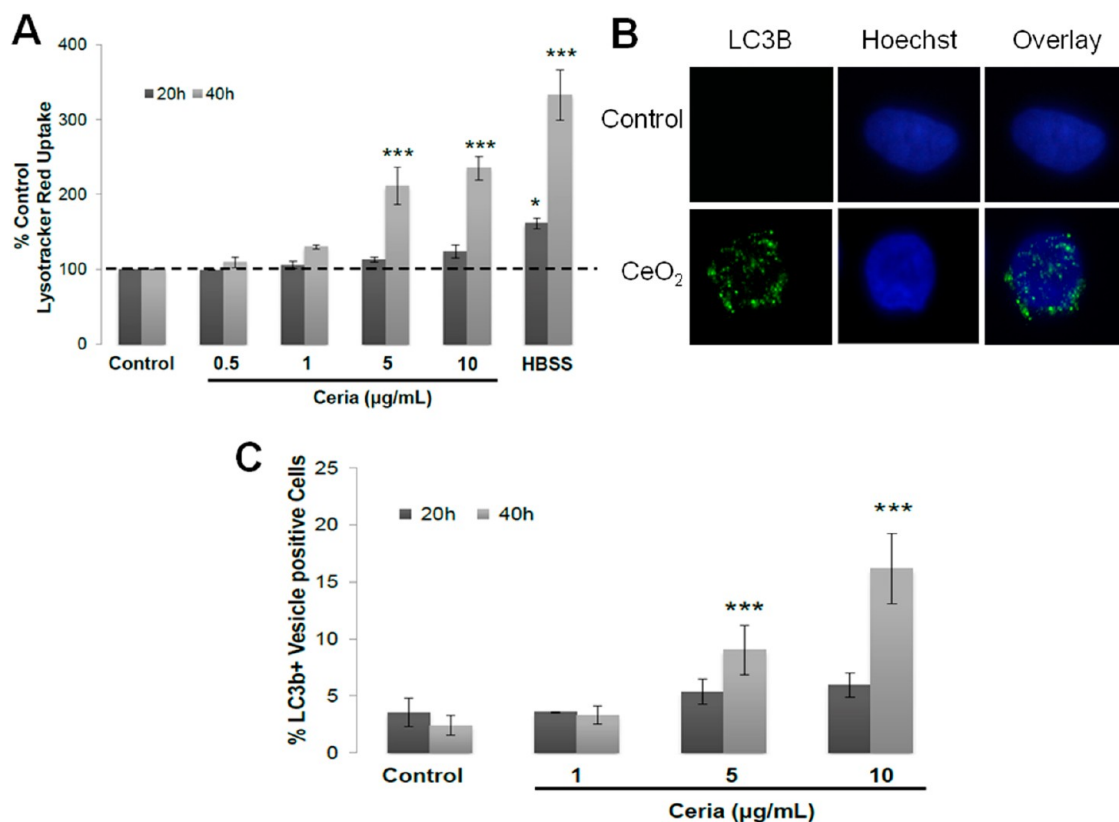 A
% Control
Lysotracker Red Uptake
400
300
200
100
0
20h 40h
***
***
***
*
Control 0.5 1 5 10 HBSS
Ceria (µg/mL)
B
LC3B Hoechst Overlay
Control
CeO₂
C
% LC3b+ Vesicle positive Cells
25
20
15
10
5
0
20h 40h
***
***
Control 1 5 10
Ceria (µg/mL)